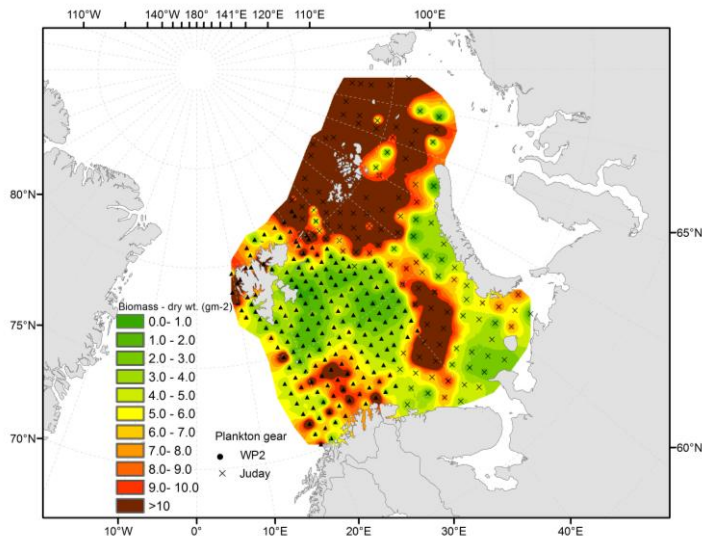 110°W 140°W 180° 141°E 120°E 110°E 100°E
80°N
65°N
75°N
70°N
60°N
Biomass - dry wt. (gm-2)
0.0- 1.0
1.0 - 2.0
2.0 - 3.0
3.0 - 4.0
4.0 - 5.0
5.0 - 6.0
6.0 - 7.0
7.0 - 8.0
8.0 - 9.0
9.0- 10.0
>10
Plankton gear
WP2
Juday
10°W 0° 10°E 20°E 30°E 40°E